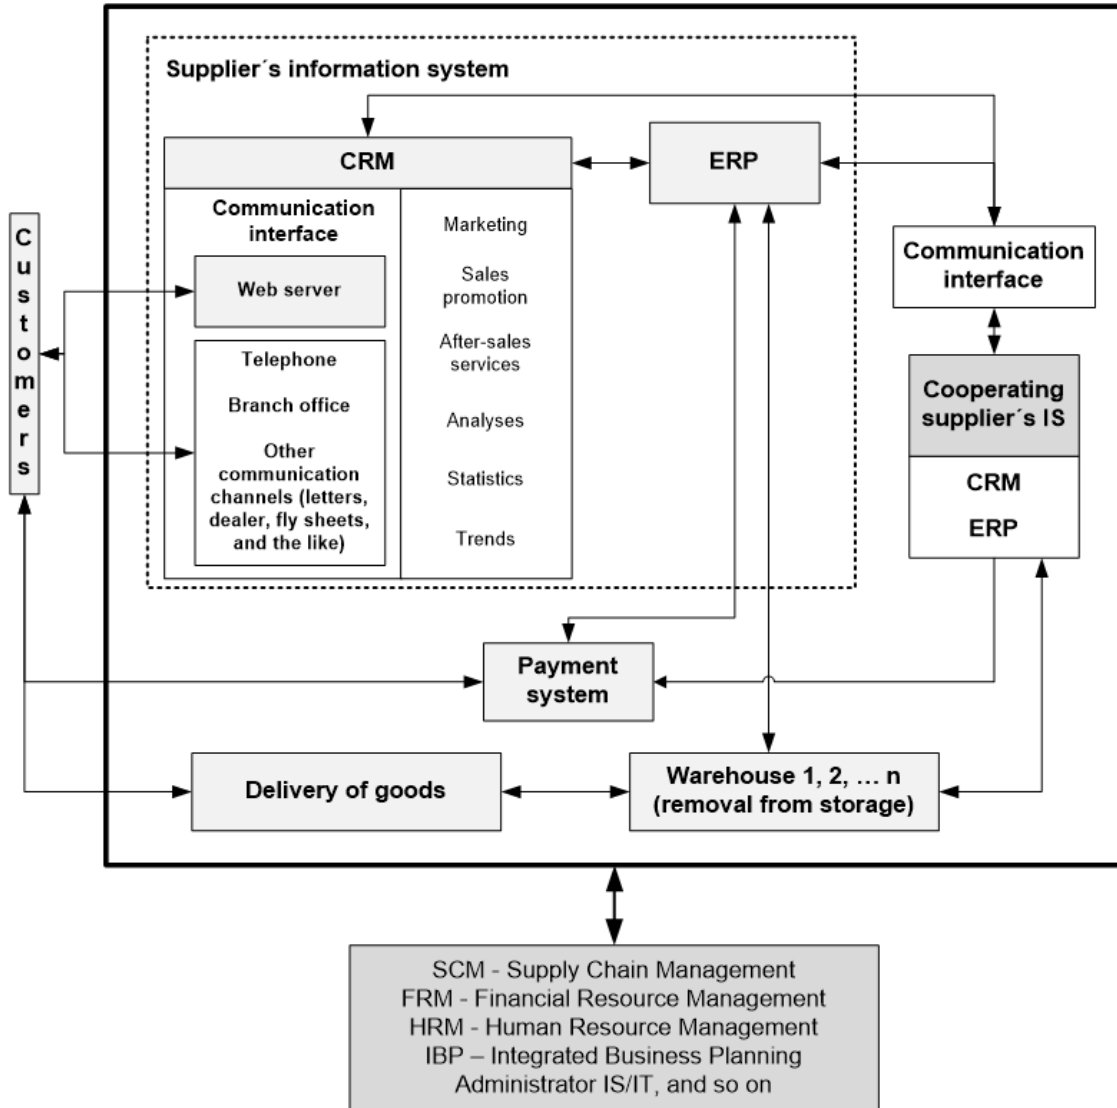 Supplier´s information system
CRM
ERP
Communication
interface
Web server
Telephone
Branch office
Other
communication
channels (letters,
dealer, fly sheets,
and the like)
Marketing
Sales
promotion
After-sales
services
Analyses
Statistics
Trends
Customers
Communication
interface
Cooperating
supplier´s IS
CRM
ERP
Payment
system
Delivery of goods
Warehouse 1, 2, ... n
(removal from storage)
SCM - Supply Chain Management
FRM - Financial Resource Management
HRM - Human Resource Management
IBP – Integrated Business Planning
Administrator IS/IT, and so on